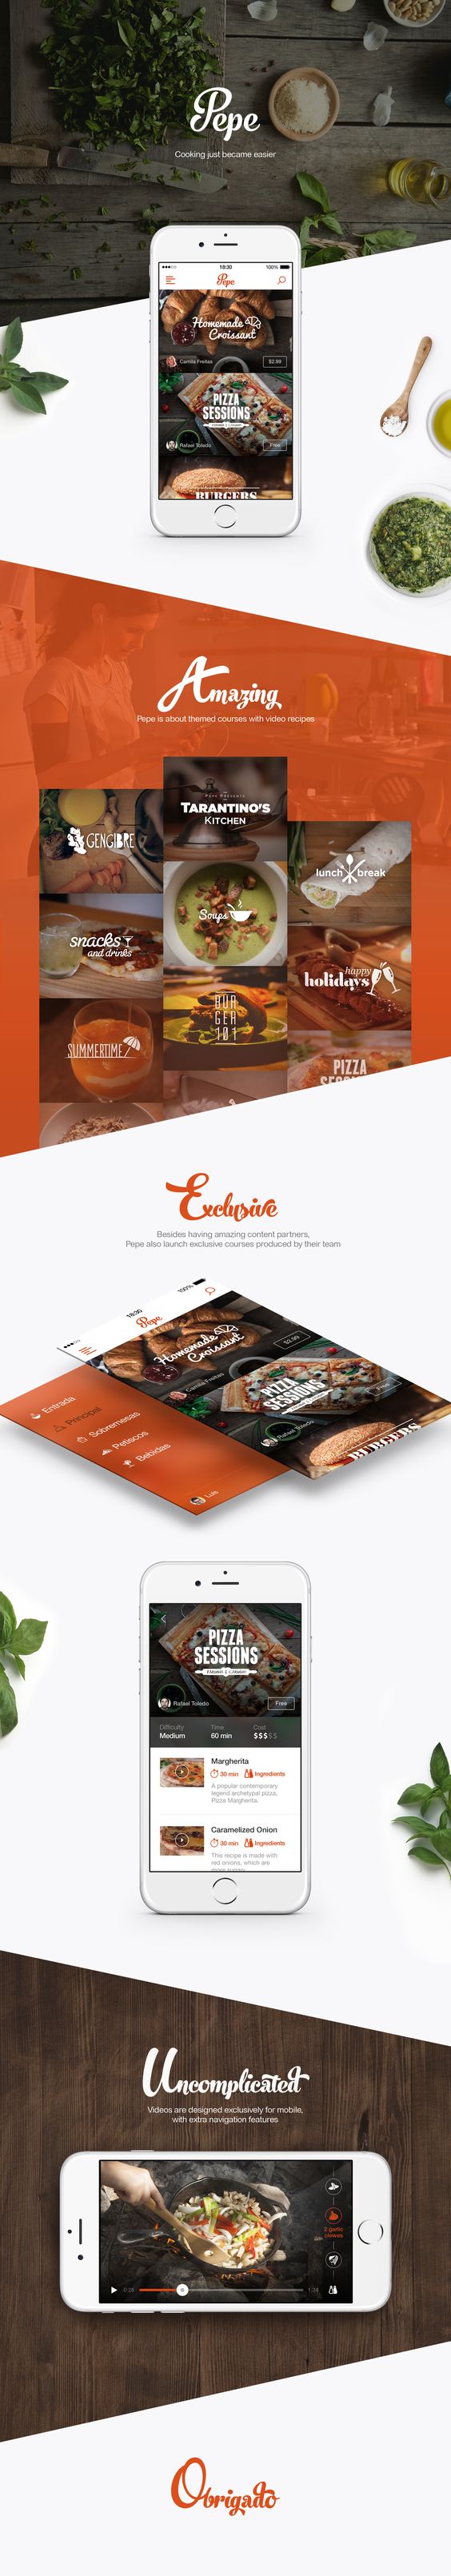 Pepe
Cooking just became easier
18:30
100%
Pepe
Homemade
Croissant
Camila Freitas
$2.99
PIZZA
SESSIONS
Rafael Toledo
Free
BURGERS
Amazing
Pepe is about themed courses with video recipes
PEPE PRESENTS
TARANTINO'S
KITCHEN
GENGIBRE
lunch break
Soups
snacks
and drinks
happy
holidays
BUR
GER
101
SUMMERTIME
PIZZA
Exclusive
Besides having amazing content partners,
Pepe also launch exclusive courses produced by their team
18:30
100%
Pepe
Homemade
Croissant
Camila Freitas
$2.99
PIZZA
SESSIONS
Rafael Toledo
BURGERS
Entrada
Principal
Sobremesas
Petiscos
Bebidas
Luis
PIZZA
SESSIONS
Rafael Toledo
Free
Difficulty
Time
Cost
Medium
60 min
$$$$$
Margherita
30 min
Ingredients
A popular contemporary
legend archetypal pizza,
Pizza Margherita.
Caramelized Onion
30 min
Ingredients
This recipe is made with
red onions, which are
Uncomplicated
Videos are designed exclusively for mobile,
with extra navigation features
2 garlic
cloves
Obrigado